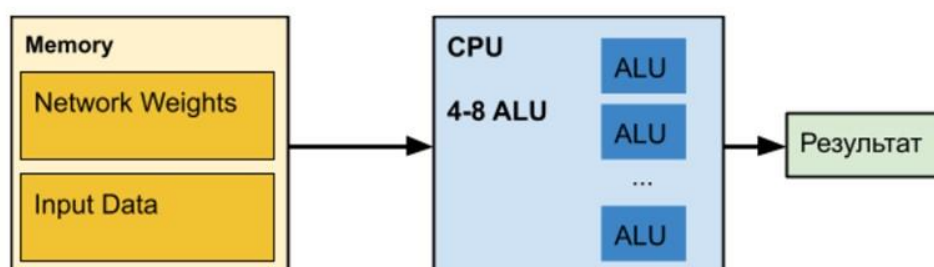 Memory
Network Weights
Input Data
CPU
4-8 ALU
ALU
ALU
...
ALU
Результат